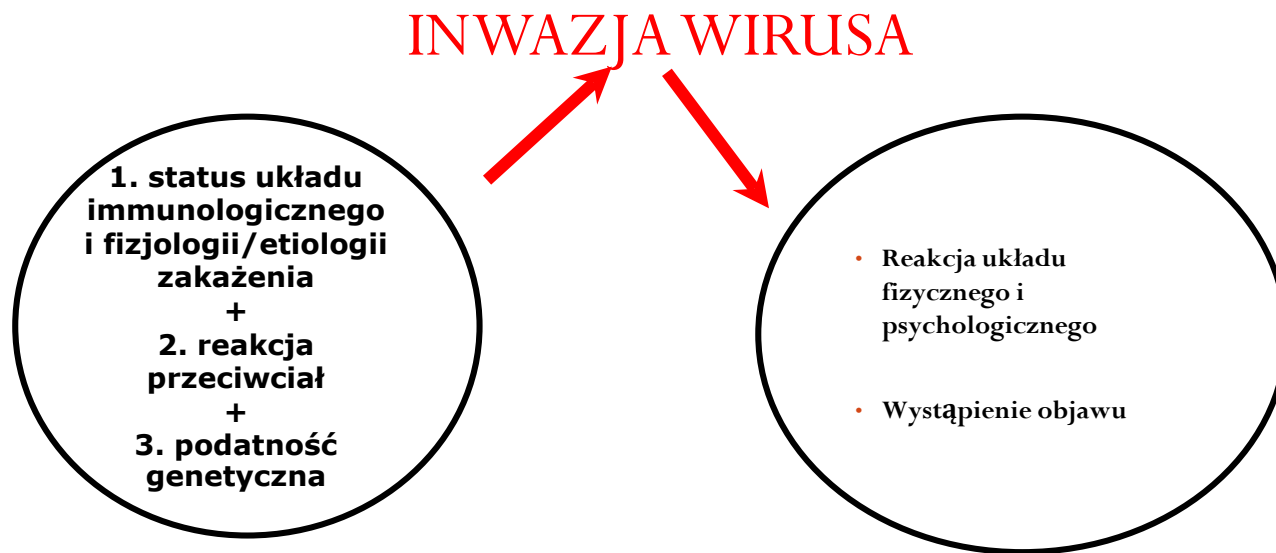 INWAZJA WIRUSA
1. status układu
immunologicznego
i fizjologii/etiologii
zakażenia
+
2. reakcja
przeciwciał
+
3. podatność
genetyczna
• Reakcja układu
fizycznego i
psychologicznego
• Wystąpienie objawu